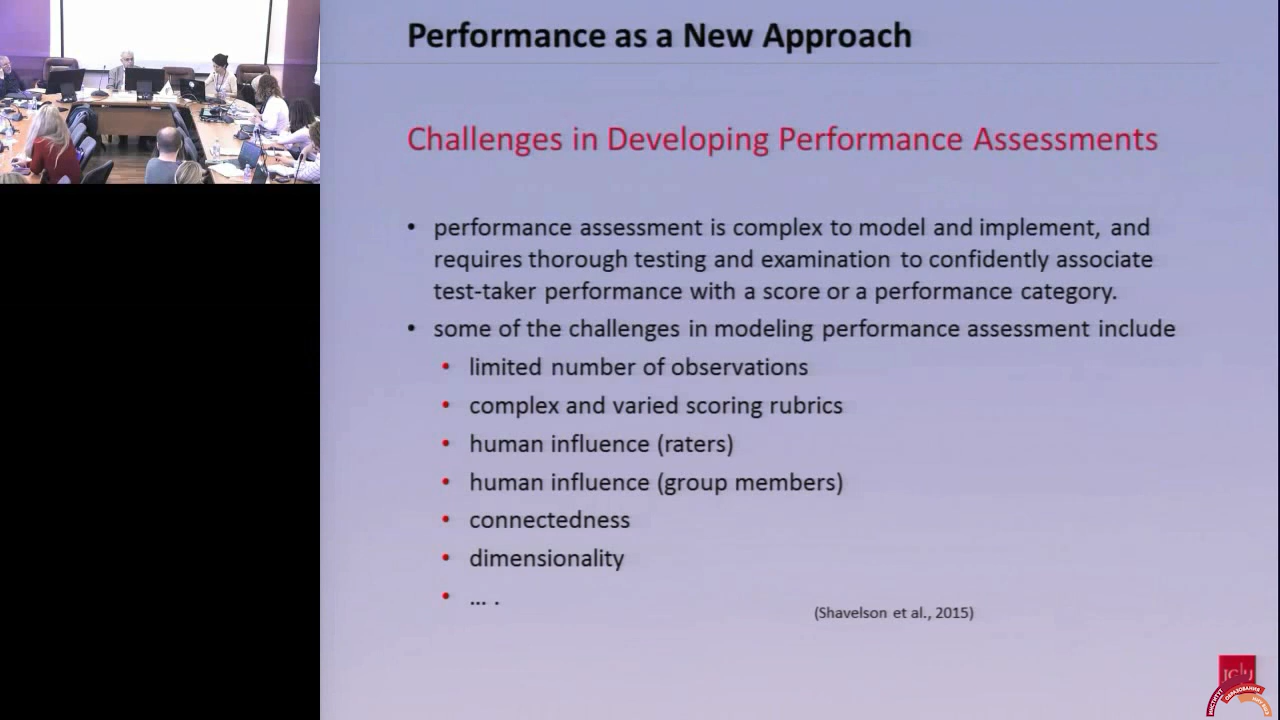 Performance as a New Approach
Challenges in Developing Performance Assessments
• performance assessment is complex to model and implement, and
requires thorough testing and examination to confidently associate
test-taker performance with a score or a performance category.
• some of the challenges in modeling performance assessment include
• limited number of observations
• complex and varied scoring rubrics
• human influence (raters)
• human influence (group members)
• connectedness
• dimensionality
• ... .
(Shavelson et al., 2015)
JG|U
ИНСТИТУТ
ОБРАЗОВАНИЯ